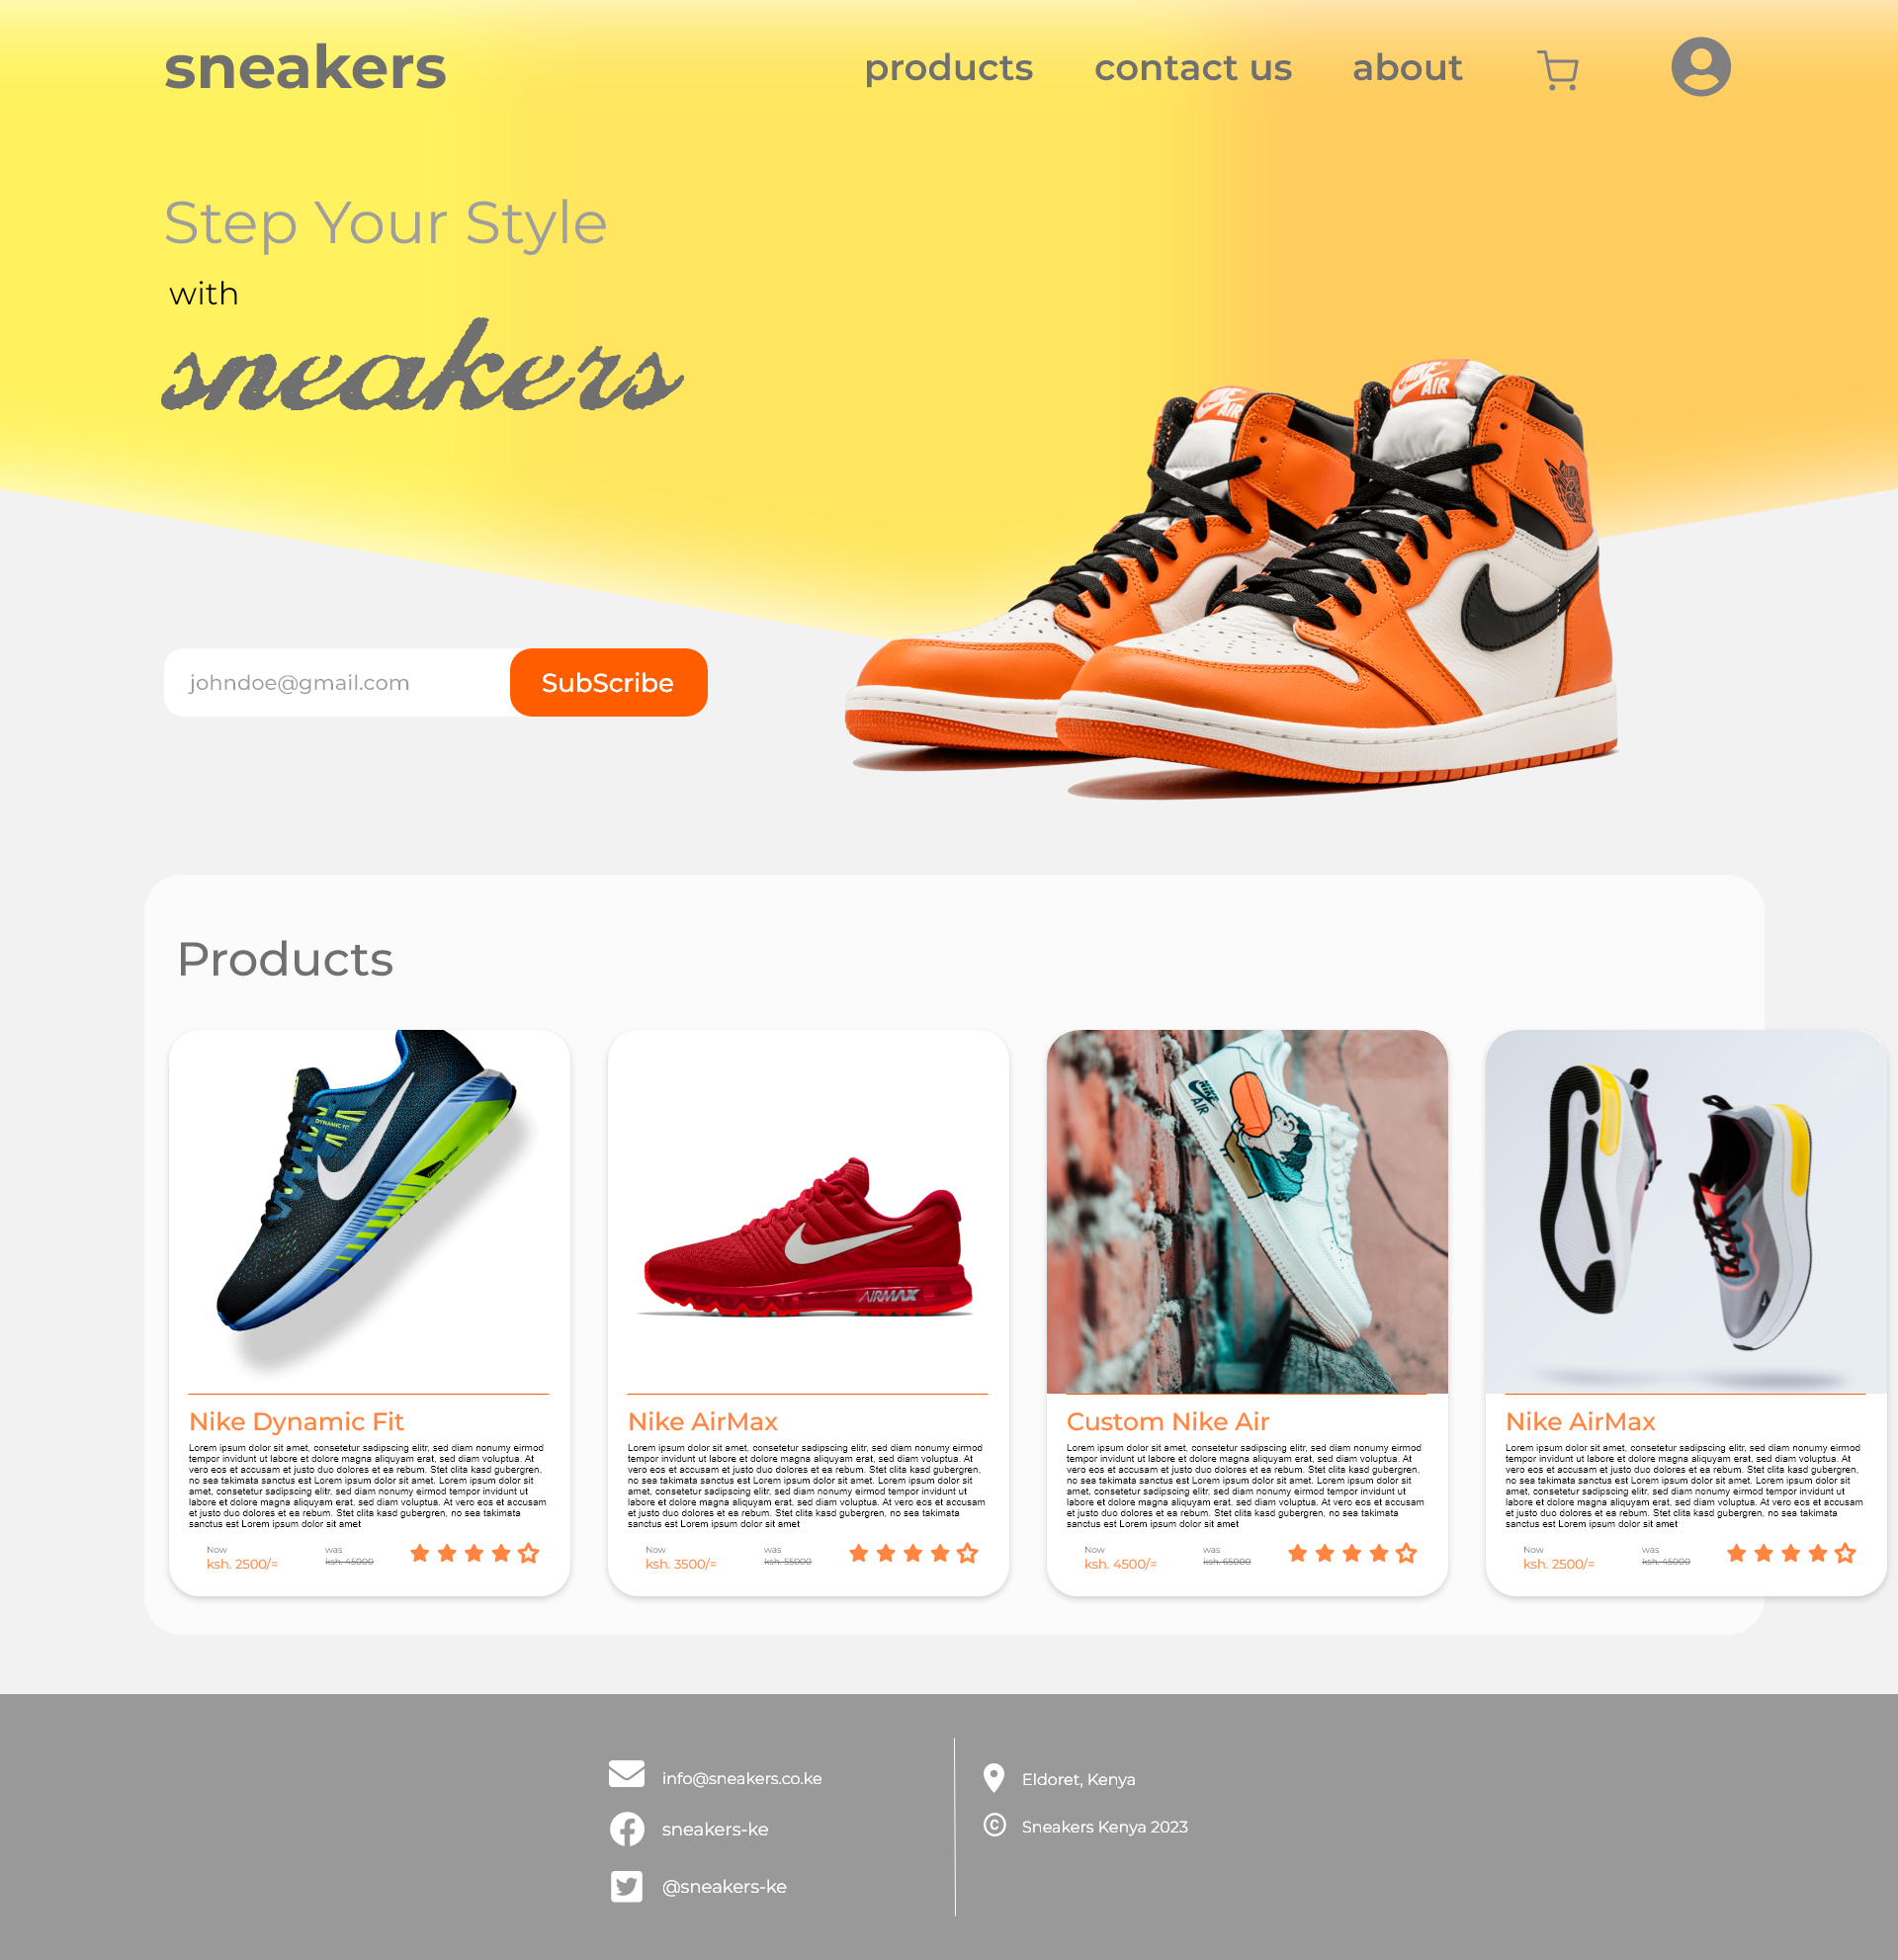 sneakers
products contact us about
Step Your Style
with
sneakers
NIKE AIR
NIKE AIR
johndoe@gmail.com
SubScribe
Products
DYNAMIC FIT
AIRMAX
NIKE AIR
Nike Dynamic Fit
Lorem ipsum dolor sit amet, consetetur sadipscing elitr, sed diam nonumy eirmod
tempor invidunt ut labore et dolore magna aliquyam erat, sed diam voluptua. At
vero eos et accusam et justo duo dolores et ea rebum. Stet clita kasd gubergren,
no sea takimata sanctus est Lorem ipsum dolor sit amet. Lorem ipsum dolor sit
amet, consetetur sadipscing elitr, sed diam nonumy eirmod tempor invidunt ut
labore et dolore magna aliquyam erat, sed diam voluptua. At vero eos et accusam
et justo duo dolores et ea rebum. Stet clita kasd gubergren, no sea takimata
sanctus est Lorem ipsum dolor sit amet
Now
ksh. 2500/=
was
ksh. 45000
Nike AirMax
Lorem ipsum dolor sit amet, consetetur sadipscing elitr, sed diam nonumy eirmod
tempor invidunt ut labore et dolore magna aliquyam erat, sed diam voluptua. At
vero eos et accusam et justo duo dolores et ea rebum. Stet clita kasd gubergren,
no sea takimata sanctus est Lorem ipsum dolor sit amet. Lorem ipsum dolor sit
amet, consetetur sadipscing elitr, sed diam nonumy eirmod tempor invidunt ut
labore et dolore magna aliquyam erat, sed diam voluptua. At vero eos et accusam
et justo duo dolores et ea rebum. Stet clita kasd gubergren, no sea takimata
sanctus est Lorem ipsum dolor sit amet
Now
ksh. 3500/=
was
ksh. 55000
Custom Nike Air
Lorem ipsum dolor sit amet, consetetur sadipscing elitr, sed diam nonumy eirmod
tempor invidunt ut labore et dolore magna aliquyam erat, sed diam voluptua. At
vero eos et accusam et justo duo dolores et ea rebum. Stet clita kasd gubergren,
no sea takimata sanctus est Lorem ipsum dolor sit amet. Lorem ipsum dolor sit
amet, consetetur sadipscing elitr, sed diam nonumy eirmod tempor invidunt ut
labore et dolore magna aliquyam erat, sed diam voluptua. At vero eos et accusam
et justo duo dolores et ea rebum. Stet clita kasd gubergren, no sea takimata
sanctus est Lorem ipsum dolor sit amet
Now
ksh. 4500/=
was
ksh. 65000
Nike AirMax
Lorem ipsum dolor sit amet, consetetur sadipscing elitr, sed diam nonumy eirmod
tempor invidunt ut labore et dolore magna aliquyam erat, sed diam voluptua. At
vero eos et accusam et justo duo dolores et ea rebum. Stet clita kasd gubergren,
no sea takimata sanctus est Lorem ipsum dolor sit amet. Lorem ipsum dolor sit
amet, consetetur sadipscing elitr, sed diam nonumy eirmod tempor invidunt ut
labore et dolore magna aliquyam erat, sed diam voluptua. At vero eos et accusam
et justo duo dolores et ea rebum. Stet clita kasd gubergren, no sea takimata
sanctus est Lorem ipsum dolor sit amet
Now
ksh. 2500/=
was
ksh. 45000
info@sneakers.co.ke
sneakers-ke
@sneakers-ke
Eldoret, Kenya
© Sneakers Kenya 2023